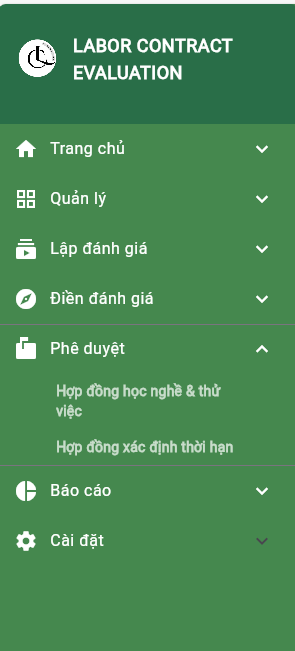 LABOR CONTRACT
EVALUATION
Trang chủ
Quản lý
Lập đánh giá
Điền đánh giá
Phê duyệt
Hợp đồng học nghề & thử
việc
Hợp đồng xác định thời hạn
Báo cáo
Cài đặt